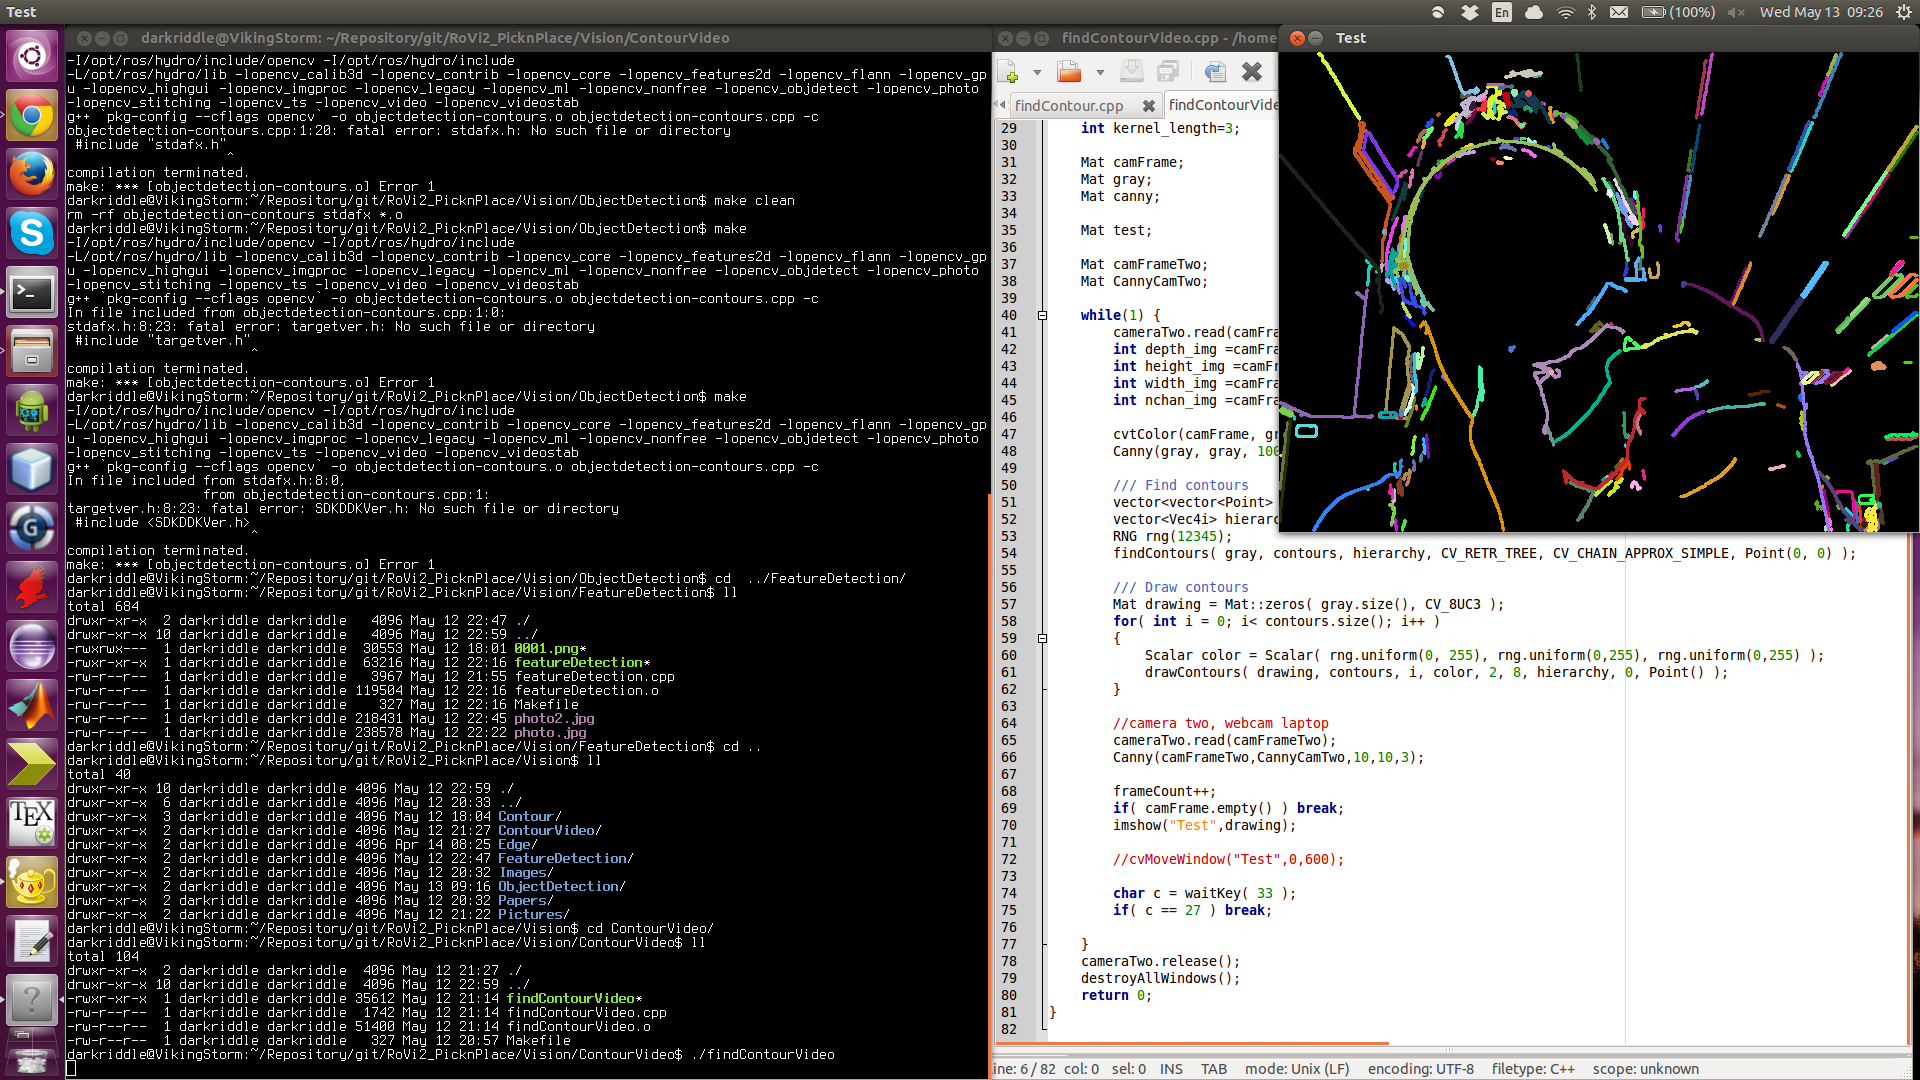 Test
En
(100%)
Wed May 13 09:26
darkriddle@VikingStorm: ~/Repository/git/RoVi2_PicknPlace/Vision/ContourVideo
-I/opt/ros/hydro/include/opencv -I/opt/ros/hydro/include
-L/opt/ros/hydro/lib -lopencv_calib3d -lopencv_contrib -lopencv_core -lopencv_features2d -lopencv_flann -lopencv_gp
u -lopencv_highgui -lopencv_imgproc -lopencv_legacy -lopencv_ml -lopencv_nonfree -lopencv_objdetect -lopencv_photo
-lopencv_stitching -lopencv_ts -lopencv_video -lopencv_videostab
g++ `pkg-config --cflags opencv` -o objectdetection-contours.o objectdetection-contours.cpp -c
objectdetection-contours.cpp:1:20: fatal error: stdafx.h: No such file or directory
 #include "stdafx.h"
                    ^
compilation terminated.
make: *** [objectdetection-contours.o] Error 1
darkriddle@VikingStorm:~/Repository/git/RoVi2_PicknPlace/Vision/ObjectDetection$ make clean
rm -rf objectdetection-contours stdafx *.o
darkriddle@VikingStorm:~/Repository/git/RoVi2_PicknPlace/Vision/ObjectDetection$ make
-I/opt/ros/hydro/include/opencv -I/opt/ros/hydro/include
-L/opt/ros/hydro/lib -lopencv_calib3d -lopencv_contrib -lopencv_core -lopencv_features2d -lopencv_flann -lopencv_gp
u -lopencv_highgui -lopencv_imgproc -lopencv_legacy -lopencv_ml -lopencv_nonfree -lopencv_objdetect -lopencv_photo
-lopencv_stitching -lopencv_ts -lopencv_video -lopencv_videostab
g++ `pkg-config --cflags opencv` -o objectdetection-contours.o objectdetection-contours.cpp -c
In file included from objectdetection-contours.cpp:1:0:
stdafx.h:8:23: fatal error: targetver.h: No such file or directory
 #include "targetver.h"
                       ^
compilation terminated.
make: *** [objectdetection-contours.o] Error 1
darkriddle@VikingStorm:~/Repository/git/RoVi2_PicknPlace/Vision/ObjectDetection$ make
-I/opt/ros/hydro/include/opencv -I/opt/ros/hydro/include
-L/opt/ros/hydro/lib -lopencv_calib3d -lopencv_contrib -lopencv_core -lopencv_features2d -lopencv_flann -lopencv_gp
u -lopencv_highgui -lopencv_imgproc -lopencv_legacy -lopencv_ml -lopencv_nonfree -lopencv_objdetect -lopencv_photo
-lopencv_stitching -lopencv_ts -lopencv_video -lopencv_videostab
g++ `pkg-config --cflags opencv` -o objectdetection-contours.o objectdetection-contours.cpp -c
In file included from stdafx.h:8:0,
                 from objectdetection-contours.cpp:1:
targetver.h:8:23: fatal error: SDKDDKVer.h: No such file or directory
 #include <SDKDDKVer.h>
                       ^
compilation terminated.
make: *** [objectdetection-contours.o] Error 1
darkriddle@VikingStorm:~/Repository/git/RoVi2_PicknPlace/Vision/ObjectDetection$ cd  ../FeatureDetection/
darkriddle@VikingStorm:~/Repository/git/RoVi2_PicknPlace/Vision/FeatureDetection$ ll
total 684
drwxr-xr-x  2 darkriddle darkriddle   4096 May 12 22:47 ./
drwxr-xr-x 10 darkriddle darkriddle   4096 May 12 22:59 ../
-rwxrwx---  1 darkriddle darkriddle  30553 May 12 18:01 0001.png*
-rwxr-xr-x  1 darkriddle darkriddle  63216 May 12 22:16 featureDetection*
-rw-r--r--  1 darkriddle darkriddle   3967 May 12 21:55 featureDetection.cpp
-rw-r--r--  1 darkriddle darkriddle 119504 May 12 22:16 featureDetection.o
-rw-r--r--  1 darkriddle darkriddle    327 May 12 22:16 Makefile
-rw-r--r--  1 darkriddle darkriddle 218431 May 12 22:45 photo2.jpg
-rw-r--r--  1 darkriddle darkriddle 238578 May 12 22:22 photo.jpg
darkriddle@VikingStorm:~/Repository/git/RoVi2_PicknPlace/Vision/FeatureDetection$ cd ..
darkriddle@VikingStorm:~/Repository/git/RoVi2_PicknPlace/Vision$ ll
total 40
drwxr-xr-x 10 darkriddle darkriddle 4096 May 12 22:59 ./
drwxr-xr-x  6 darkriddle darkriddle 4096 May 12 20:33 ../
drwxr-xr-x  3 darkriddle darkriddle 4096 May 12 18:04 Contour/
drwxr-xr-x  2 darkriddle darkriddle 4096 May 12 21:27 ContourVideo/
drwxr-xr-x  2 darkriddle darkriddle 4096 Apr 14 08:25 Edge/
drwxr-xr-x  2 darkriddle darkriddle 4096 May 12 22:47 FeatureDetection/
drwxr-xr-x  2 darkriddle darkriddle 4096 May 12 20:32 Images/
drwxr-xr-x  2 darkriddle darkriddle 4096 May 13 09:16 ObjectDetection/
drwxr-xr-x  2 darkriddle darkriddle 4096 May 12 20:32 Papers/
drwxr-xr-x  2 darkriddle darkriddle 4096 May 12 21:22 Pictures/
darkriddle@VikingStorm:~/Repository/git/RoVi2_PicknPlace/Vision$ cd ContourVideo/
darkriddle@VikingStorm:~/Repository/git/RoVi2_PicknPlace/Vision/ContourVideo$ ll
total 104
drwxr-xr-x  2 darkriddle darkriddle  4096 May 12 21:27 ./
drwxr-xr-x 10 darkriddle darkriddle  4096 May 12 22:59 ../
-rwxr-xr-x  1 darkriddle darkriddle 35612 May 12 21:14 findContourVideo*
-rw-r--r--  1 darkriddle darkriddle  1742 May 12 21:14 findContourVideo.cpp
-rw-r--r--  1 darkriddle darkriddle 51400 May 12 21:14 findContourVideo.o
-rw-r--r--  1 darkriddle darkriddle   327 May 12 20:57 Makefile
darkriddle@VikingStorm:~/Repository/git/RoVi2_PicknPlace/Vision/ContourVideo$ ./findContourVideo
findContourVideo.cpp - /home
findContour.cpp
findContourVide
29     int kernel_length=3;
30
31     Mat camFrame;
32     Mat gray;
33     Mat canny;
34
35     Mat test;
36
37     Mat camFrameTwo;
38     Mat CannyCamTwo;
39
40     while(1) {
41         cameraTwo.read(camFra
42         int depth_img =camFra
43         int height_img =camFr
44         int width_img =camFra
45         int nchan_img =camFra
46
47         cvtColor(camFrame, gr
48         Canny(gray, gray, 100
49
50         /// Find contours
51         vector<vector<Point>
52         vector<Vec4i> hierarc
53         RNG rng(12345);
54         findContours( gray, contours, hierarchy, CV_RETR_TREE, CV_CHAIN_APPROX_SIMPLE, Point(0, 0) );
55
56         /// Draw contours
57         Mat drawing = Mat::zeros( gray.size(), CV_8UC3 );
58         for( int i = 0; i< contours.size(); i++ )
59         {
60             Scalar color = Scalar( rng.uniform(0, 255), rng.uniform(0,255), rng.uniform(0,255) );
61             drawContours( drawing, contours, i, color, 2, 8, hierarchy, 0, Point() );
62         }
63
64         //camera two, webcam laptop
65         cameraTwo.read(camFrameTwo);
66         Canny(camFrameTwo,CannyCamTwo,10,10,3);
67
68         frameCount++;
69         if( camFrame.empty() ) break;
70         imshow("Test",drawing);
71
72         //cvMoveWindow("Test",0,600);
73
74         char c = waitKey( 33 );
75         if( c == 27 ) break;
76
77     }
78     cameraTwo.release();
79     destroyAllWindows();
80     return 0;
81 }
82
line: 6 / 82 col: 0 sel: 0 INS TAB mode: Unix (LF) encoding: UTF-8 filetype: C++ scope: unknown
Test
TEX